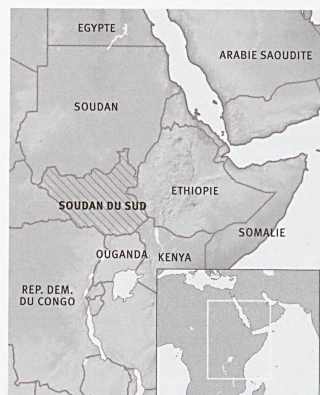 EGYPTE
ARABIE SAOUDITE
SOUDAN
ETHIOPIE
SOUDAN DU SUD
SOMALIE
OUGANDA
KENYA
REP. DEM.
DU CONGO